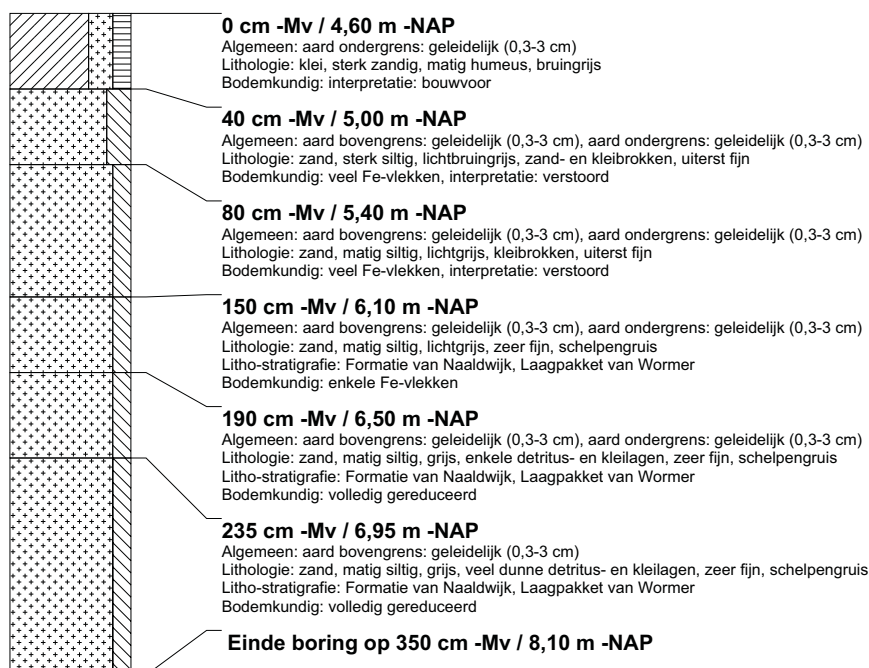 0 cm -Mv / 4,60 m -NAP
Algemeen: aard ondergrens: geleidelijk (0,3-3 cm)
Lithologie: klei, sterk zandig, matig humeus, bruingrijs
Bodemkundig: interpretatie: bouwvoor
40 cm -Mv / 5,00 m -NAP
Algemeen: aard bovengrens: geleidelijk (0,3-3 cm), aard ondergrens: geleidelijk (0,3-3 cm)
Lithologie: zand, sterk siltig, lichtbruingrijs, zand- en kleibrokken, uiterst fijn
Bodemkundig: veel Fe-vlekken, interpretatie: verstoord
80 cm -Mv / 5,40 m -NAP
Algemeen: aard bovengrens: geleidelijk (0,3-3 cm), aard ondergrens: geleidelijk (0,3-3 cm)
Lithologie: zand, matig siltig, lichtgrijs, kleibrokken, uiterst fijn
Bodemkundig: veel Fe-vlekken, interpretatie: verstoord
150 cm -Mv / 6,10 m -NAP
Algemeen: aard bovengrens: geleidelijk (0,3-3 cm), aard ondergrens: geleidelijk (0,3-3 cm)
Lithologie: zand, matig siltig, lichtgrijs, zeer fijn, schelpengruis
Litho-stratigrafie: Formatie van Naaldwijk, Laagpakket van Wormer
Bodemkundig: enkele Fe-vlekken
190 cm -Mv / 6,50 m -NAP
Algemeen: aard bovengrens: geleidelijk (0,3-3 cm), aard ondergrens: geleidelijk (0,3-3 cm)
Lithologie: zand, matig siltig, grijs, enkele detritus- en kleilagen, zeer fijn, schelpengruis
Litho-stratigrafie: Formatie van Naaldwijk, Laagpakket van Wormer
Bodemkundig: volledig gereduceerd
235 cm -Mv / 6,95 m -NAP
Algemeen: aard bovengrens: geleidelijk (0,3-3 cm)
Lithologie: zand, matig siltig, grijs, veel dunne detritus- en kleilagen, zeer fijn, schelpengruis
Litho-stratigrafie: Formatie van Naaldwijk, Laagpakket van Wormer
Bodemkundig: volledig gereduceerd
Einde boring op 350 cm -Mv / 8,10 m -NAP